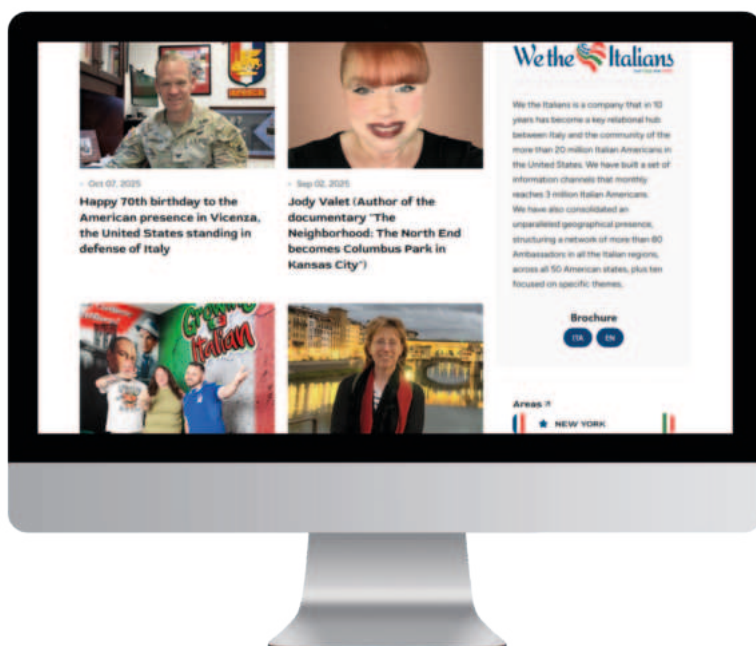 Oct 07, 2025
Happy 70th birthday to the
American presence in Vicenza,
the United States standing in
defense of Italy
Sep 02, 2025
Jody Valet (Author of the
documentary "The
Neighborhood: The North End
becomes Columbus Park in
Kansas City")
Growing
Italian
We the Italians
We the Italians is a company that in 10
years has become a key relational hub
between Italy and the community of the
more than 20 million Italian Americans in
the United States. We have built a set of
information channels that monthly
reaches 3 million Italian Americans.
We have also consolidated an
unparalleled geographical presence,
structuring a network of more than 80
Ambassadors in all the Italian regions,
across all 50 American states, plus ten
focused on specific themes.
Brochure
ITA
EN
Areas
NEW YORK